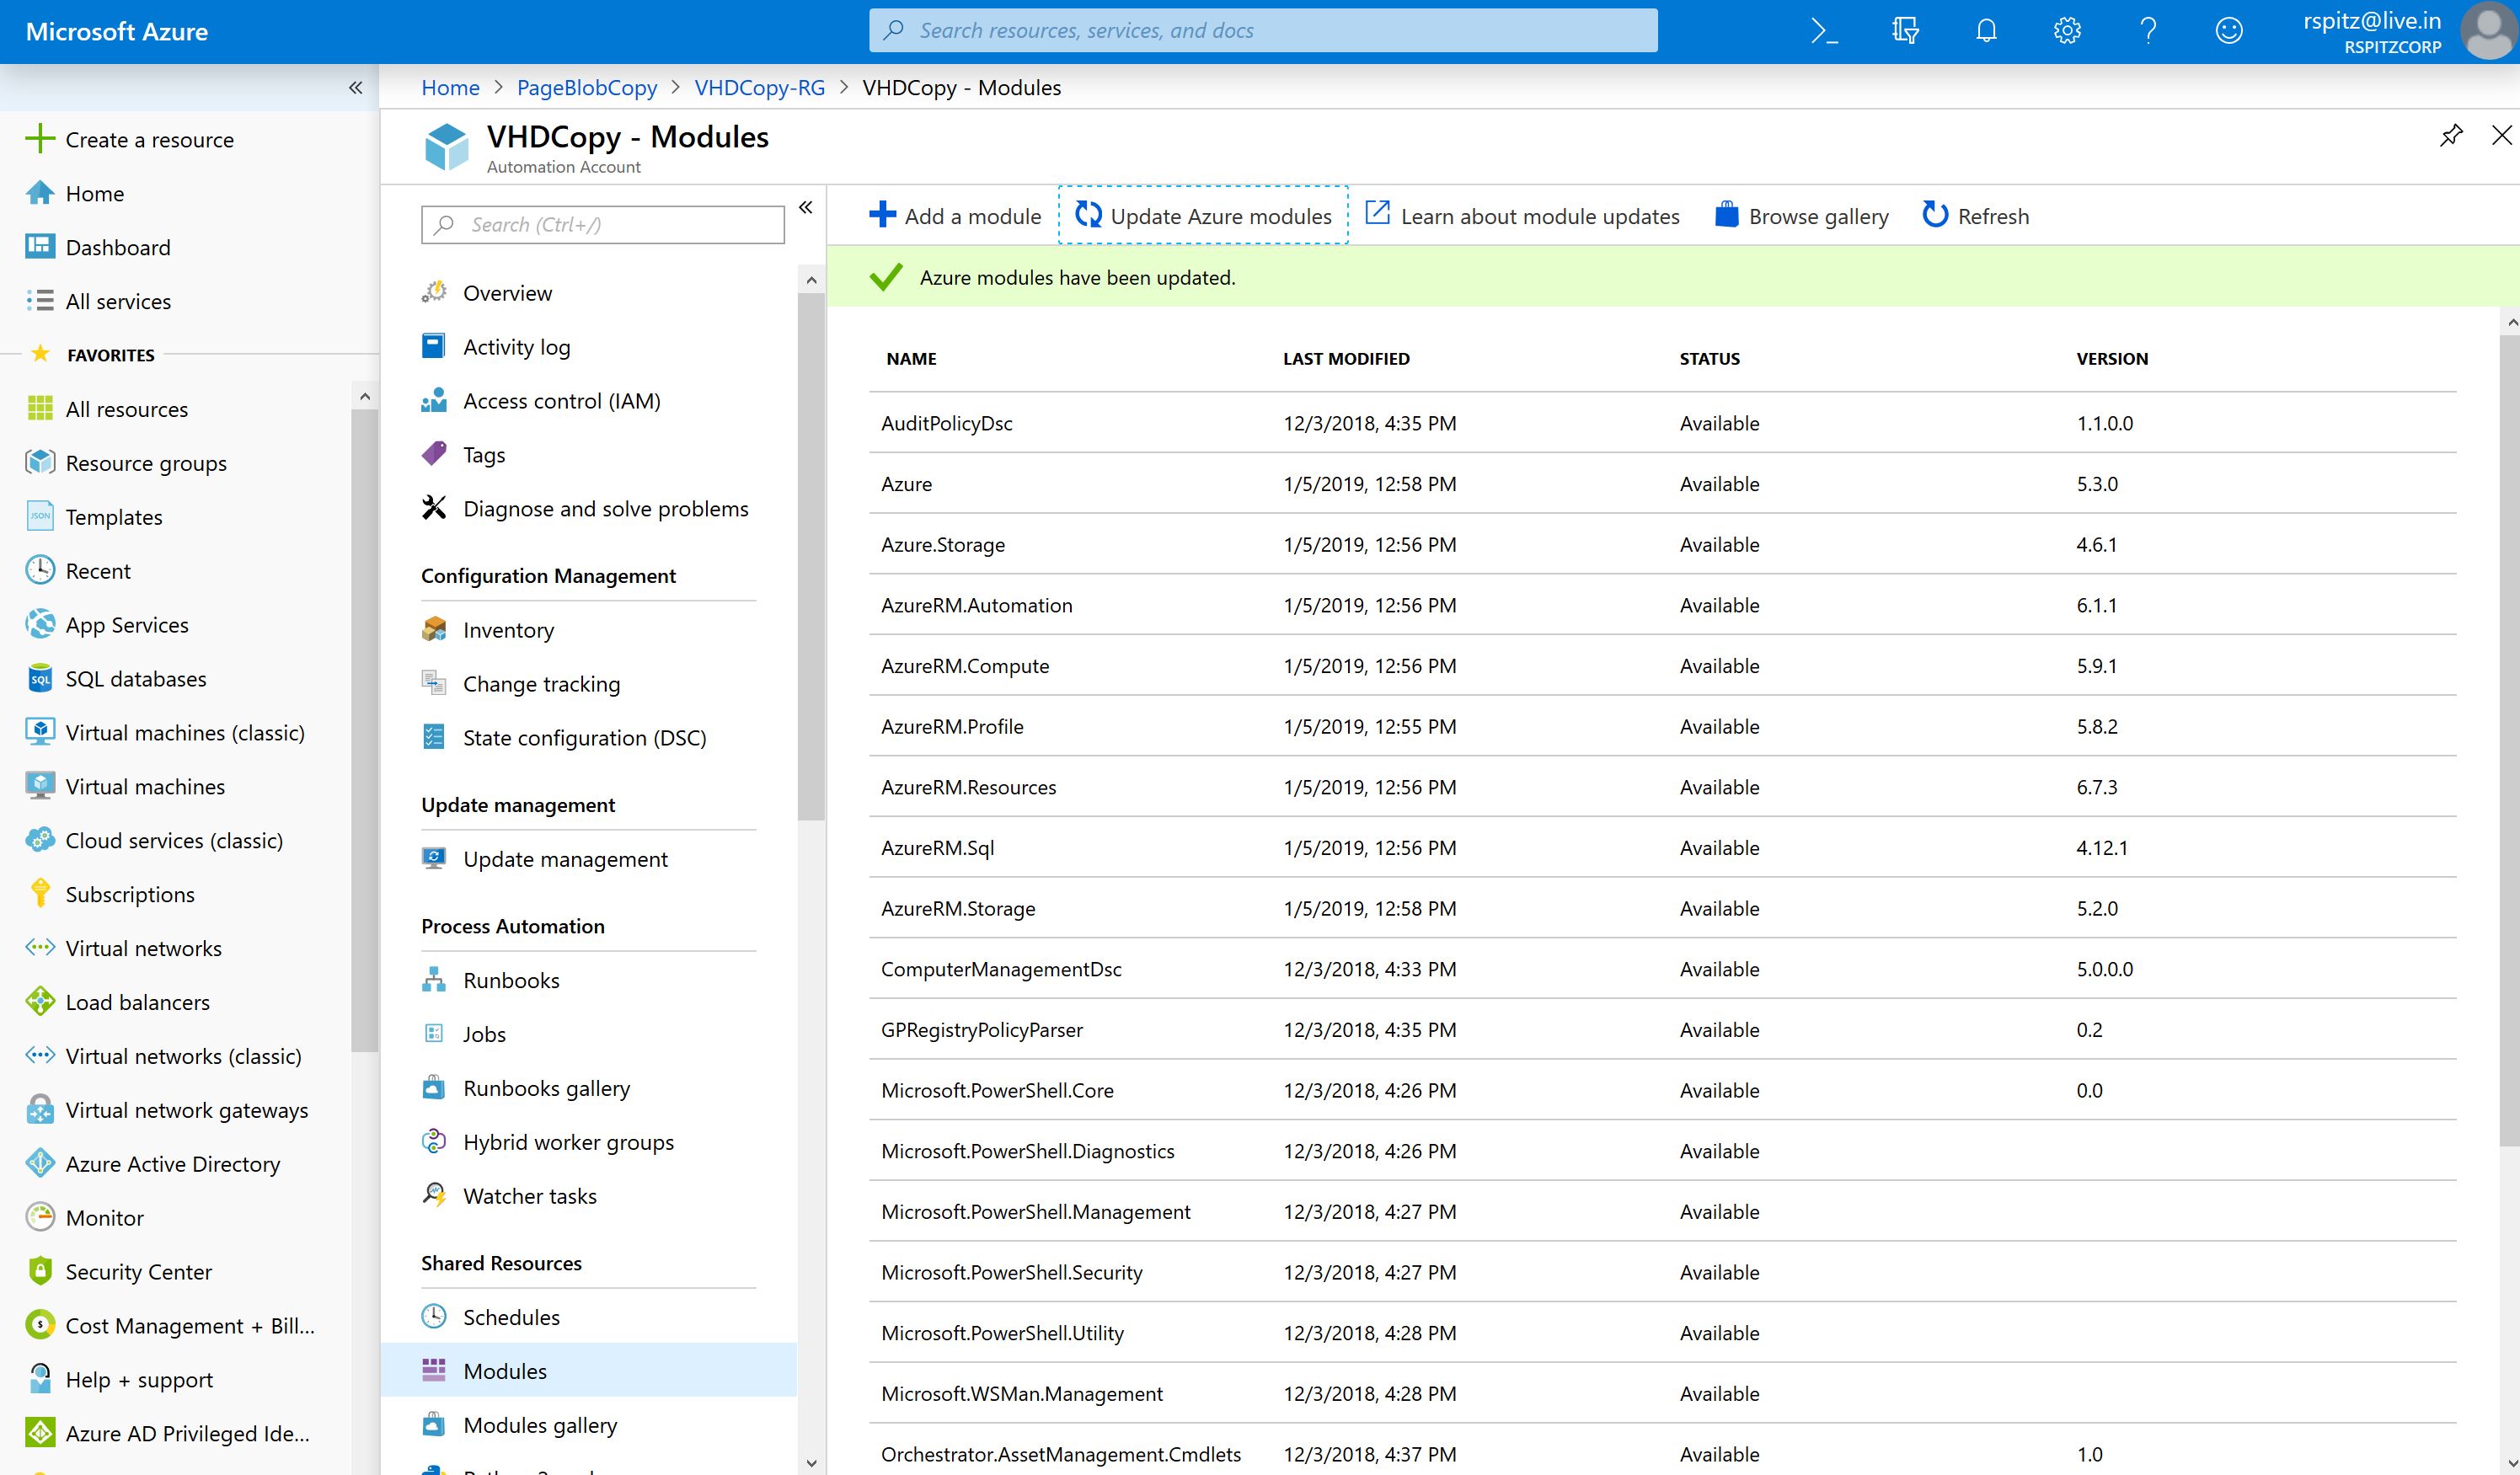 Microsoft Azure
Search resources, services, and docs
rspitz@live.in
RSPITZCORP
Home > PageBlobCopy > VHDCopy-RG > VHDCopy - Modules
Create a resource
Home
Dashboard
All services
FAVORITES
All resources
Resource groups
Templates
Recent
App Services
SQL databases
Virtual machines (classic)
Virtual machines
Cloud services (classic)
Subscriptions
Virtual networks
Load balancers
Virtual networks (classic)
Virtual network gateways
Azure Active Directory
Monitor
Security Center
Cost Management + Bill...
Help + support
Azure AD Privileged Ide...
VHDCopy - Modules
Automation Account
Search (Ctrl+/)
Overview
Activity log
Access control (IAM)
Tags
Diagnose and solve problems
Configuration Management
Inventory
Change tracking
State configuration (DSC)
Update management
Update management
Process Automation
Runbooks
Jobs
Runbooks gallery
Hybrid worker groups
Watcher tasks
Shared Resources
Schedules
Modules
Modules gallery
Add a module Update Azure modules Learn about module updates Browse gallery Refresh
Azure modules have been updated.
NAME LAST MODIFIED STATUS VERSION
AuditPolicyDsc 12/3/2018, 4:35 PM Available 1.1.0.0
Azure 1/5/2019, 12:58 PM Available 5.3.0
Azure.Storage 1/5/2019, 12:56 PM Available 4.6.1
AzureRM.Automation 1/5/2019, 12:56 PM Available 6.1.1
AzureRM.Compute 1/5/2019, 12:56 PM Available 5.9.1
AzureRM.Profile 1/5/2019, 12:55 PM Available 5.8.2
AzureRM.Resources 1/5/2019, 12:56 PM Available 6.7.3
AzureRM.Sql 1/5/2019, 12:56 PM Available 4.12.1
AzureRM.Storage 1/5/2019, 12:58 PM Available 5.2.0
ComputerManagementDsc 12/3/2018, 4:33 PM Available 5.0.0.0
GPRegistryPolicyParser 12/3/2018, 4:35 PM Available 0.2
Microsoft.PowerShell.Core 12/3/2018, 4:26 PM Available 0.0
Microsoft.PowerShell.Diagnostics 12/3/2018, 4:26 PM Available
Microsoft.PowerShell.Management 12/3/2018, 4:27 PM Available
Microsoft.PowerShell.Security 12/3/2018, 4:27 PM Available
Microsoft.PowerShell.Utility 12/3/2018, 4:28 PM Available
Microsoft.WSMan.Management 12/3/2018, 4:28 PM Available
Orchestrator.AssetManagement.Cmdlets 12/3/2018, 4:37 PM Available 1.0